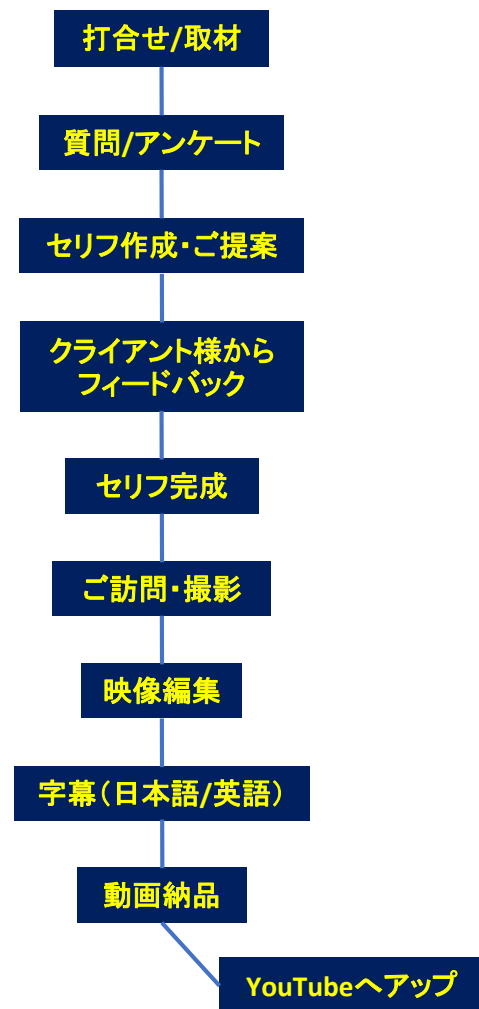 打合せ/取材
質問/アンケート
セリフ作成・ご提案
クライアント様から
フィードバック
セリフ完成
ご訪問・撮影
映像編集
字幕（日本語/英語）
動画納品
YouTubeへアップ